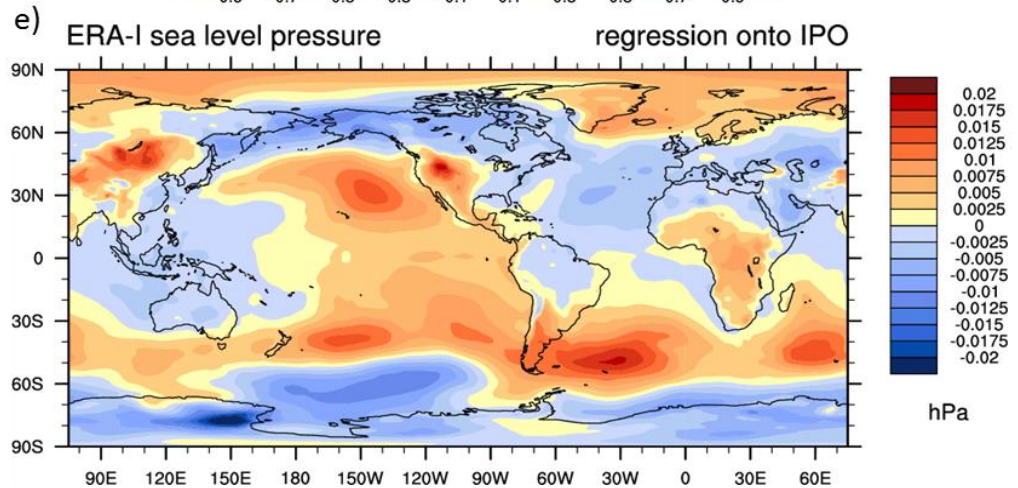 e)
ERA-I sea level pressure regression onto IPO
90N
60N
30N
0
30S
60S
90S
90E 120E 150E 180 150W 120W 90W 60W 30W 0 30E 60E
0.02
0.0175
0.015
0.0125
0.01
0.0075
0.005
0.0025
0
-0.0025
-0.005
-0.0075
-0.01
-0.0125
-0.015
-0.0175
-0.02
hPa